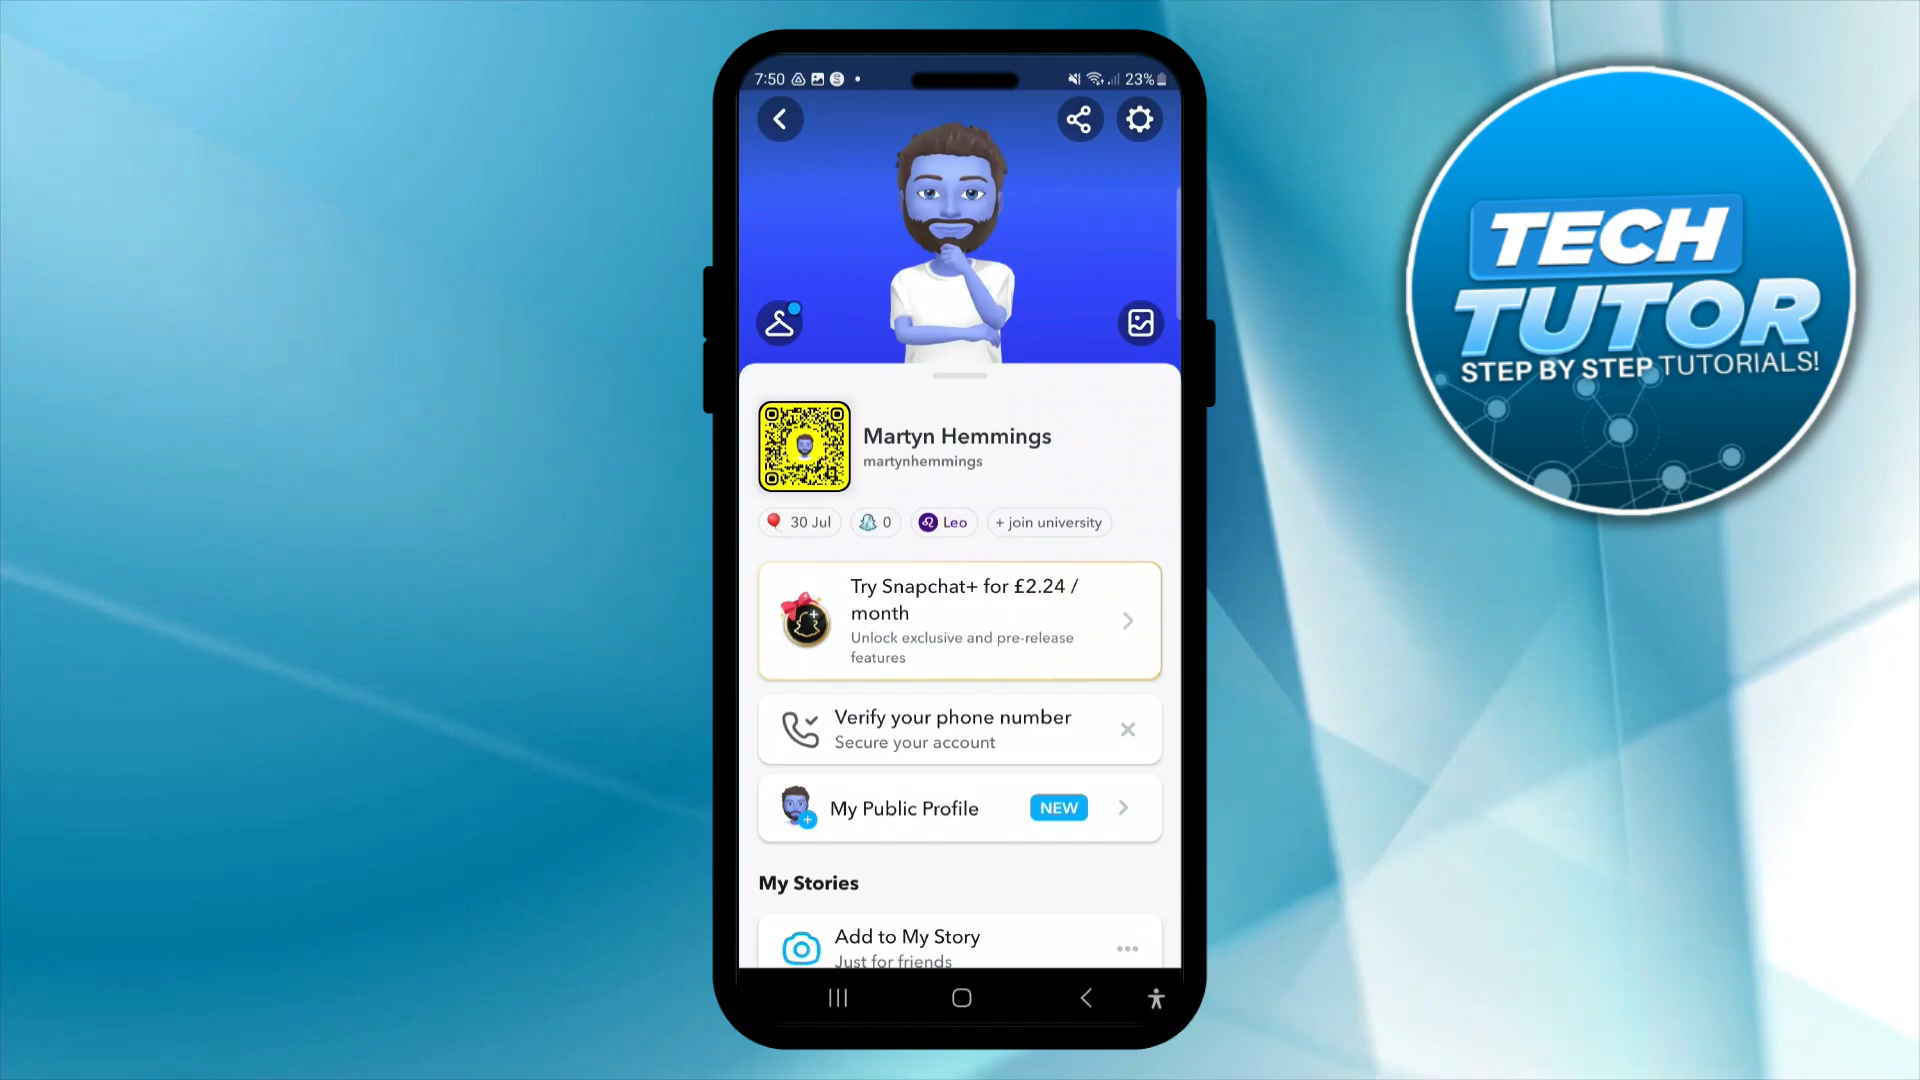 7:50
23%
Martyn Hemmings
martynhemmings
30 Jul
0
Leo
+ join university
Try Snapchat+ for £2.24 /
month
Unlock exclusive and pre-release
features
Verify your phone number
Secure your account
My Public Profile
NEW
My Stories
Add to My Story
Just for friends
TECH
TUTOR
STEP BY STEP TUTORIALS!